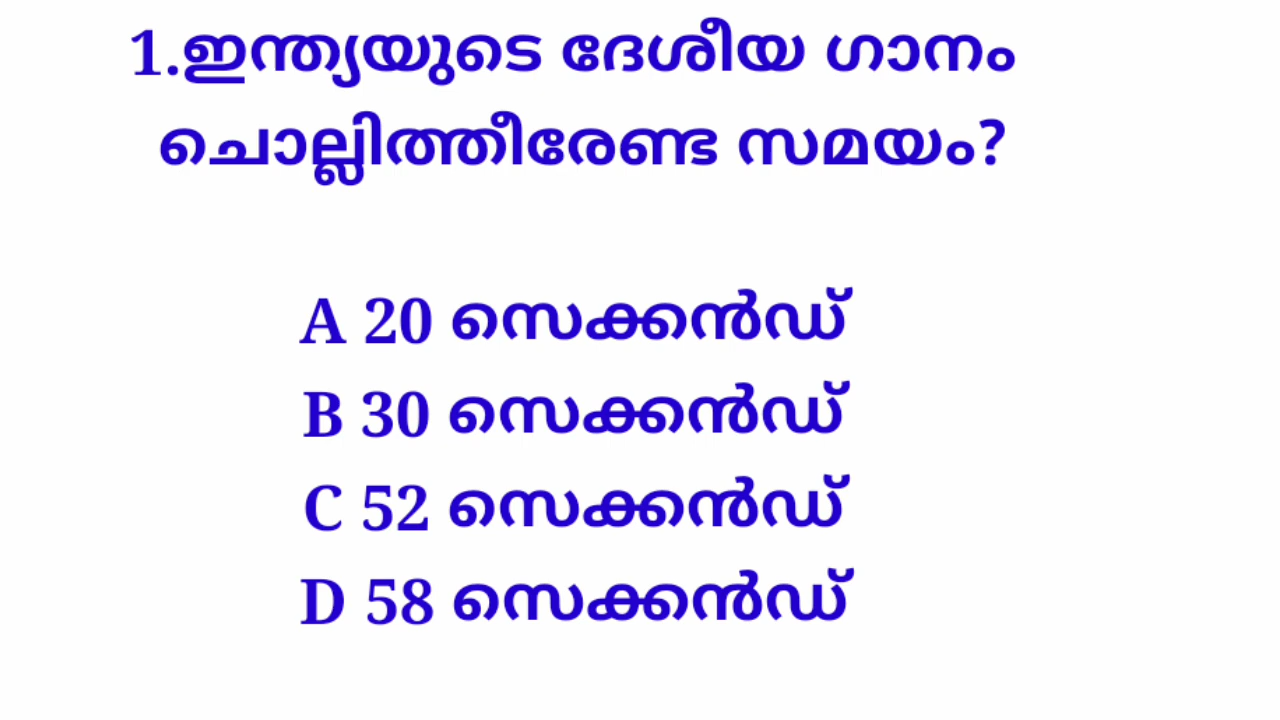 1.ഇന്ത്യയുടെ ദേശീയ ഗാനം
ചൊല്ലിത്തീരേണ്ട സമയം?
A 20 സെക്കൻഡ്
B 30 സെക്കൻഡ്
C 52 സെക്കൻഡ്
D 58 സെക്കൻഡ്